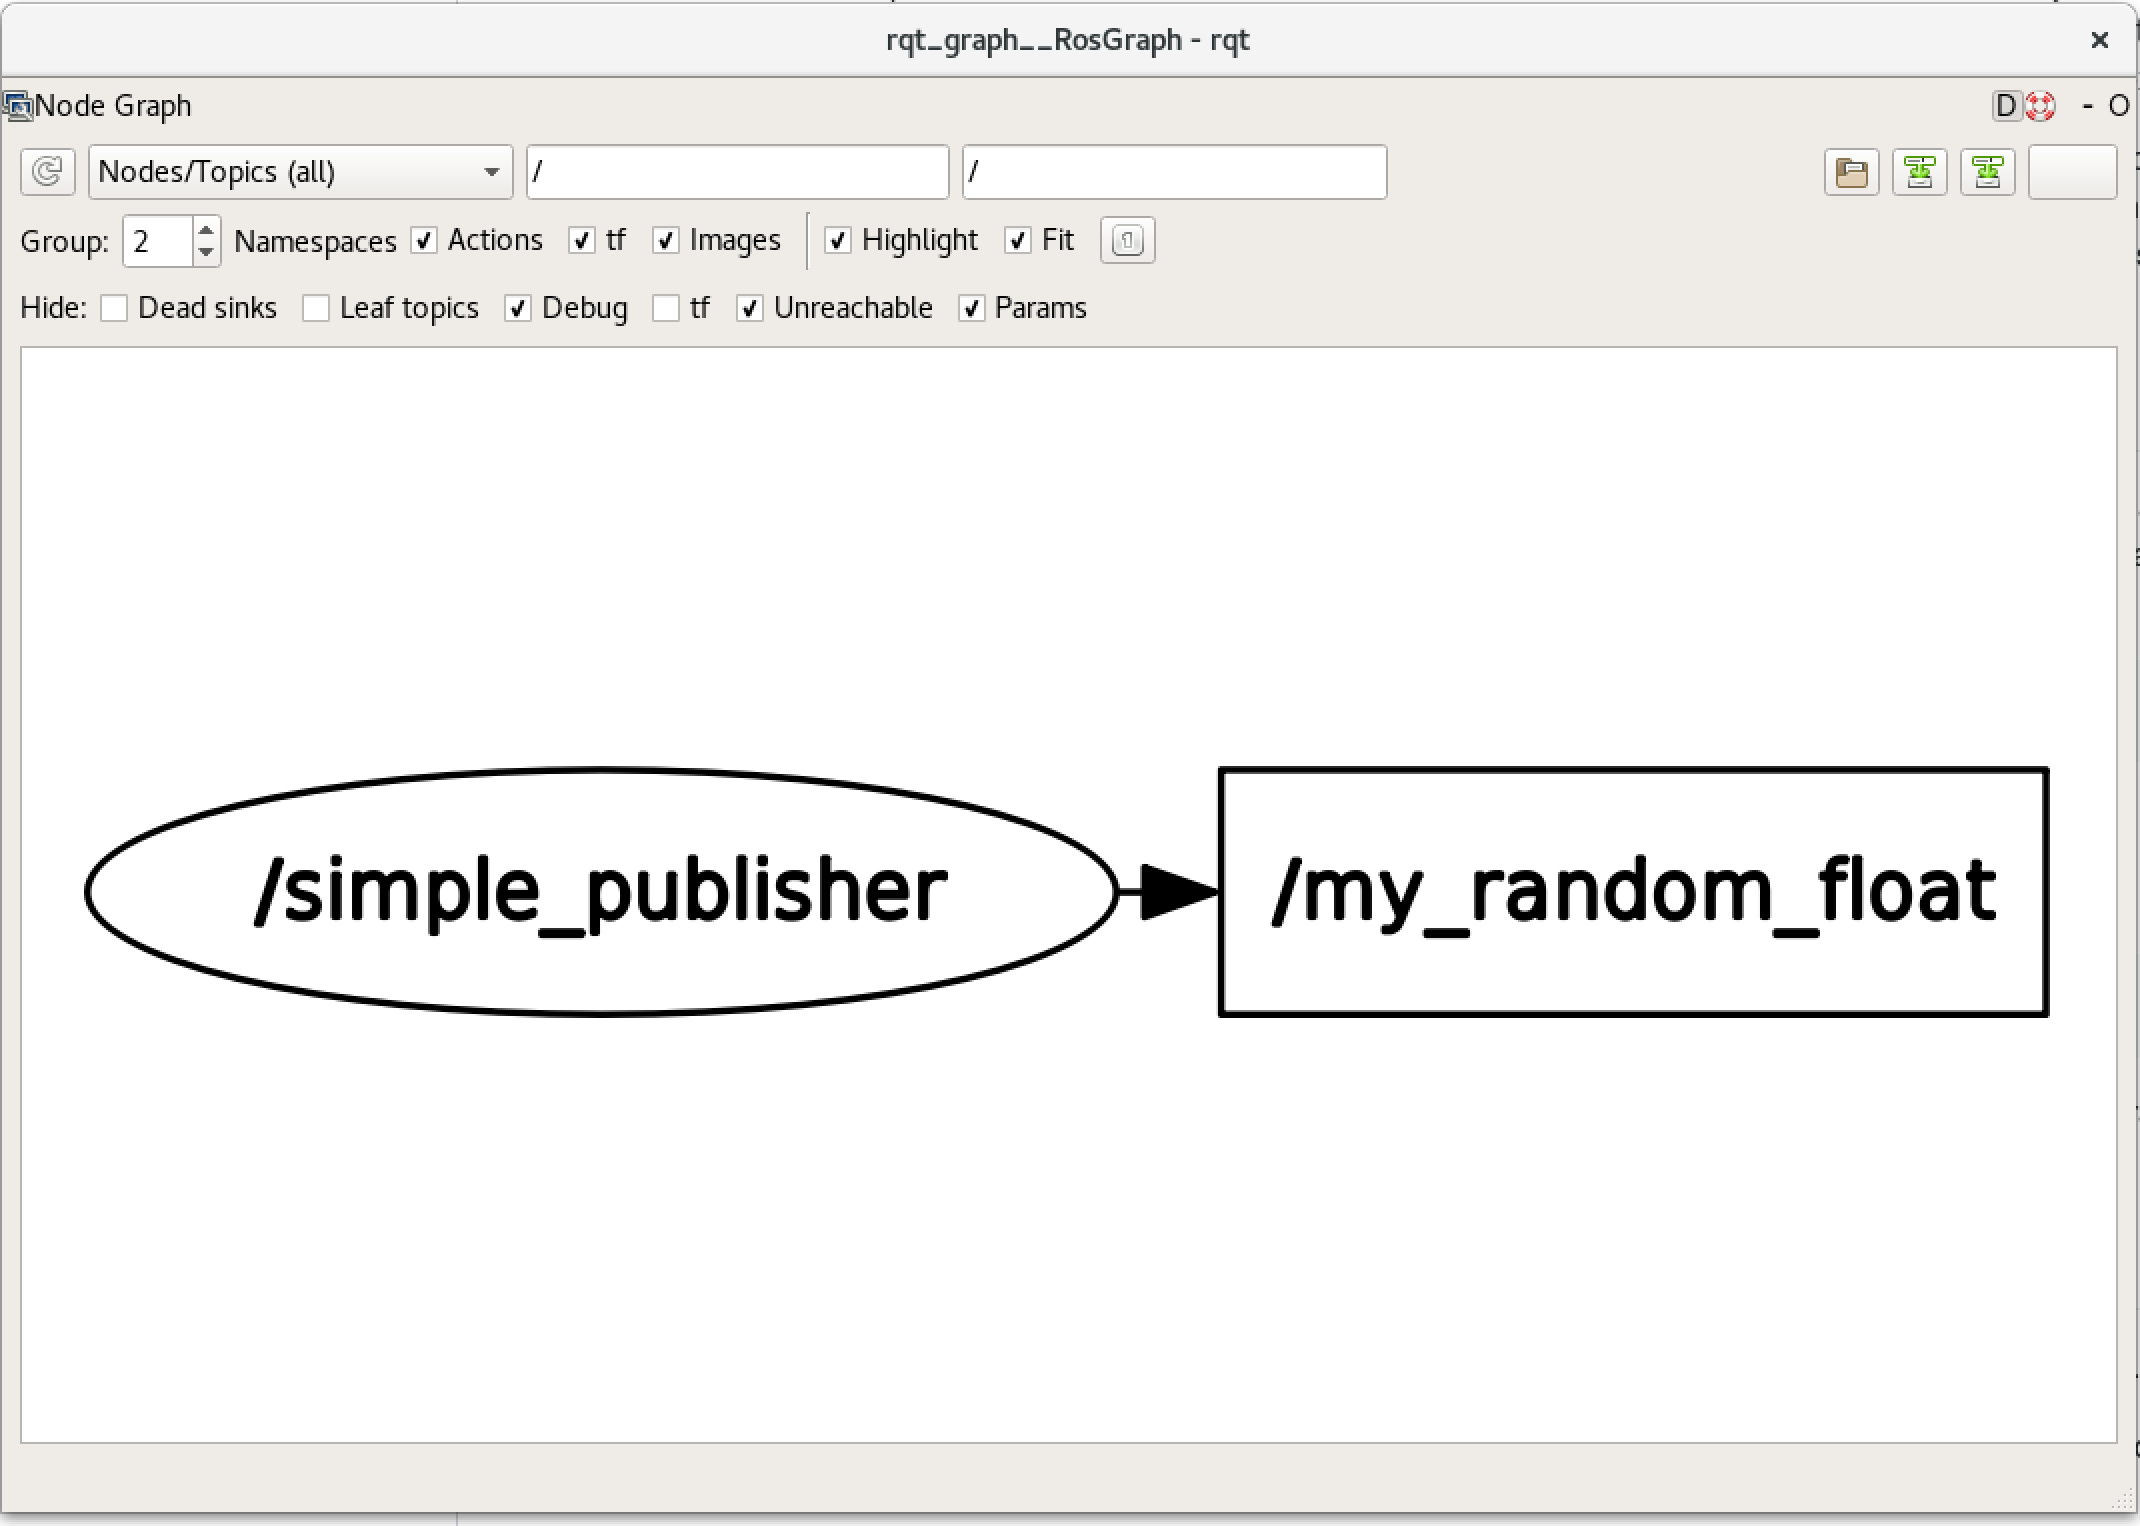 rqt_graph__RosGraph - rqt
Node Graph
D - O
Nodes/Topics (all) / /
Group: 2 Namespaces Actions tf Images Highlight Fit
Hide: Dead sinks Leaf topics Debug tf Unreachable Params
/simple_publisher /my_random_float